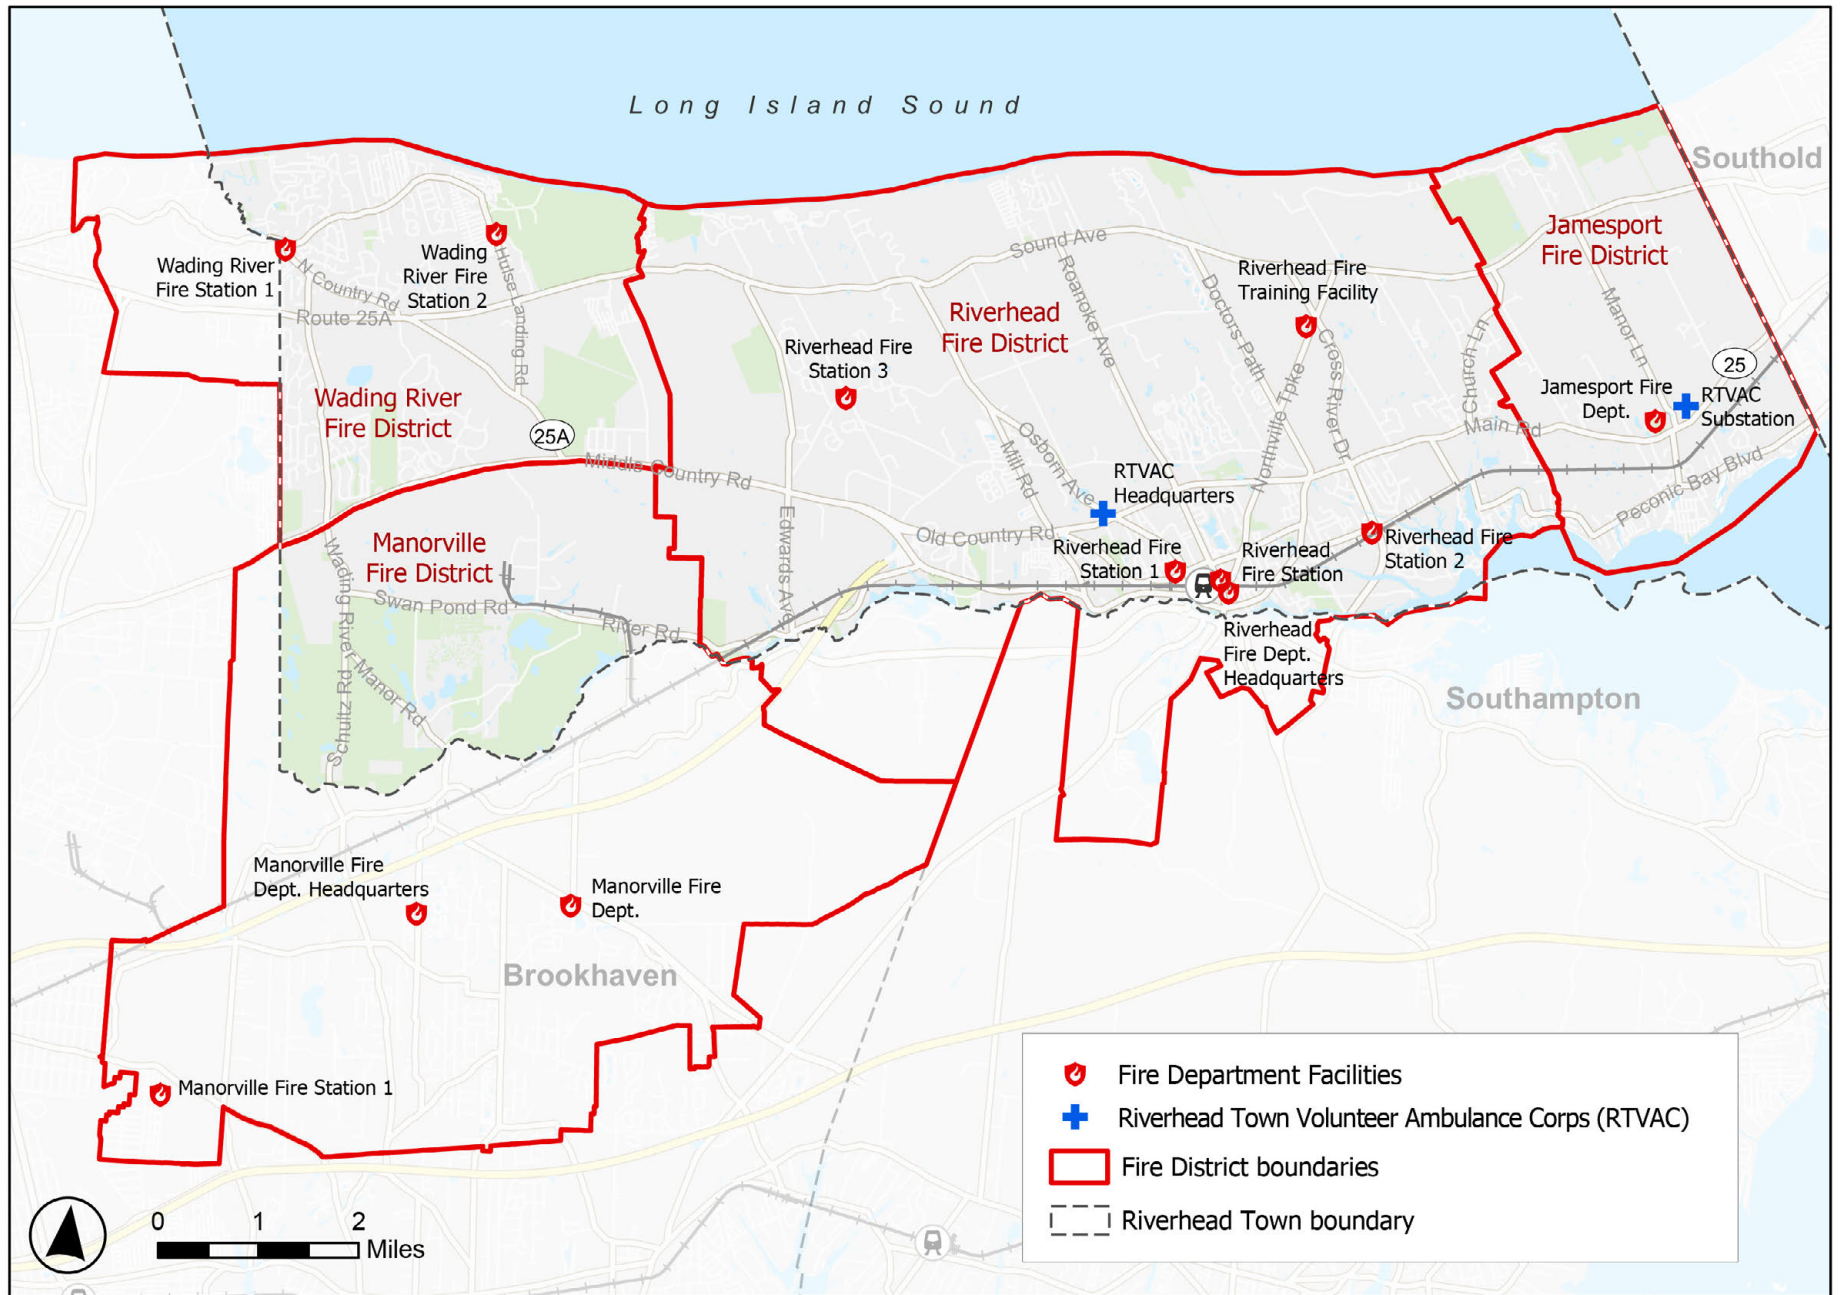 Long Island Sound
Southold
Jamesport
Fire District
Wading River
Fire Station 1
Wading
River Fire
Station 2
N Country Rd
Route 25A
Hulse Landing Rd
Sound Ave
Roanoke Ave
Doctors Path
Riverhead Fire
Training Facility
Riverhead
Fire District
Riverhead Fire
Station 3
Northville Tpke
Cross River Dr
Church Ln
Manor Ln
25
Jamesport Fire
Dept.
RTVAC
Substation
Main Rd
Peconic Bay Blvd
Wading River
Fire District
25A
Middle Country Rd
Osborn Ave
Mill Rd
RTVAC
Headquarters
Old Country Rd
Edwards Ave
Manorville
Fire District
Swan Pond Rd
River Rd
Wading River Manor Rd
Schultz Rd
Riverhead Fire
Station 1
Riverhead
Fire Station
Riverhead Fire
Station 2
Riverhead
Fire Dept.
Headquarters
Southampton
Manorville Fire
Dept. Headquarters
Manorville Fire
Dept.
Brookhaven
Manorville Fire Station 1
Fire Department Facilities
Riverhead Town Volunteer Ambulance Corps (RTVAC)
Fire District boundaries
Riverhead Town boundary
0 1 2
Miles